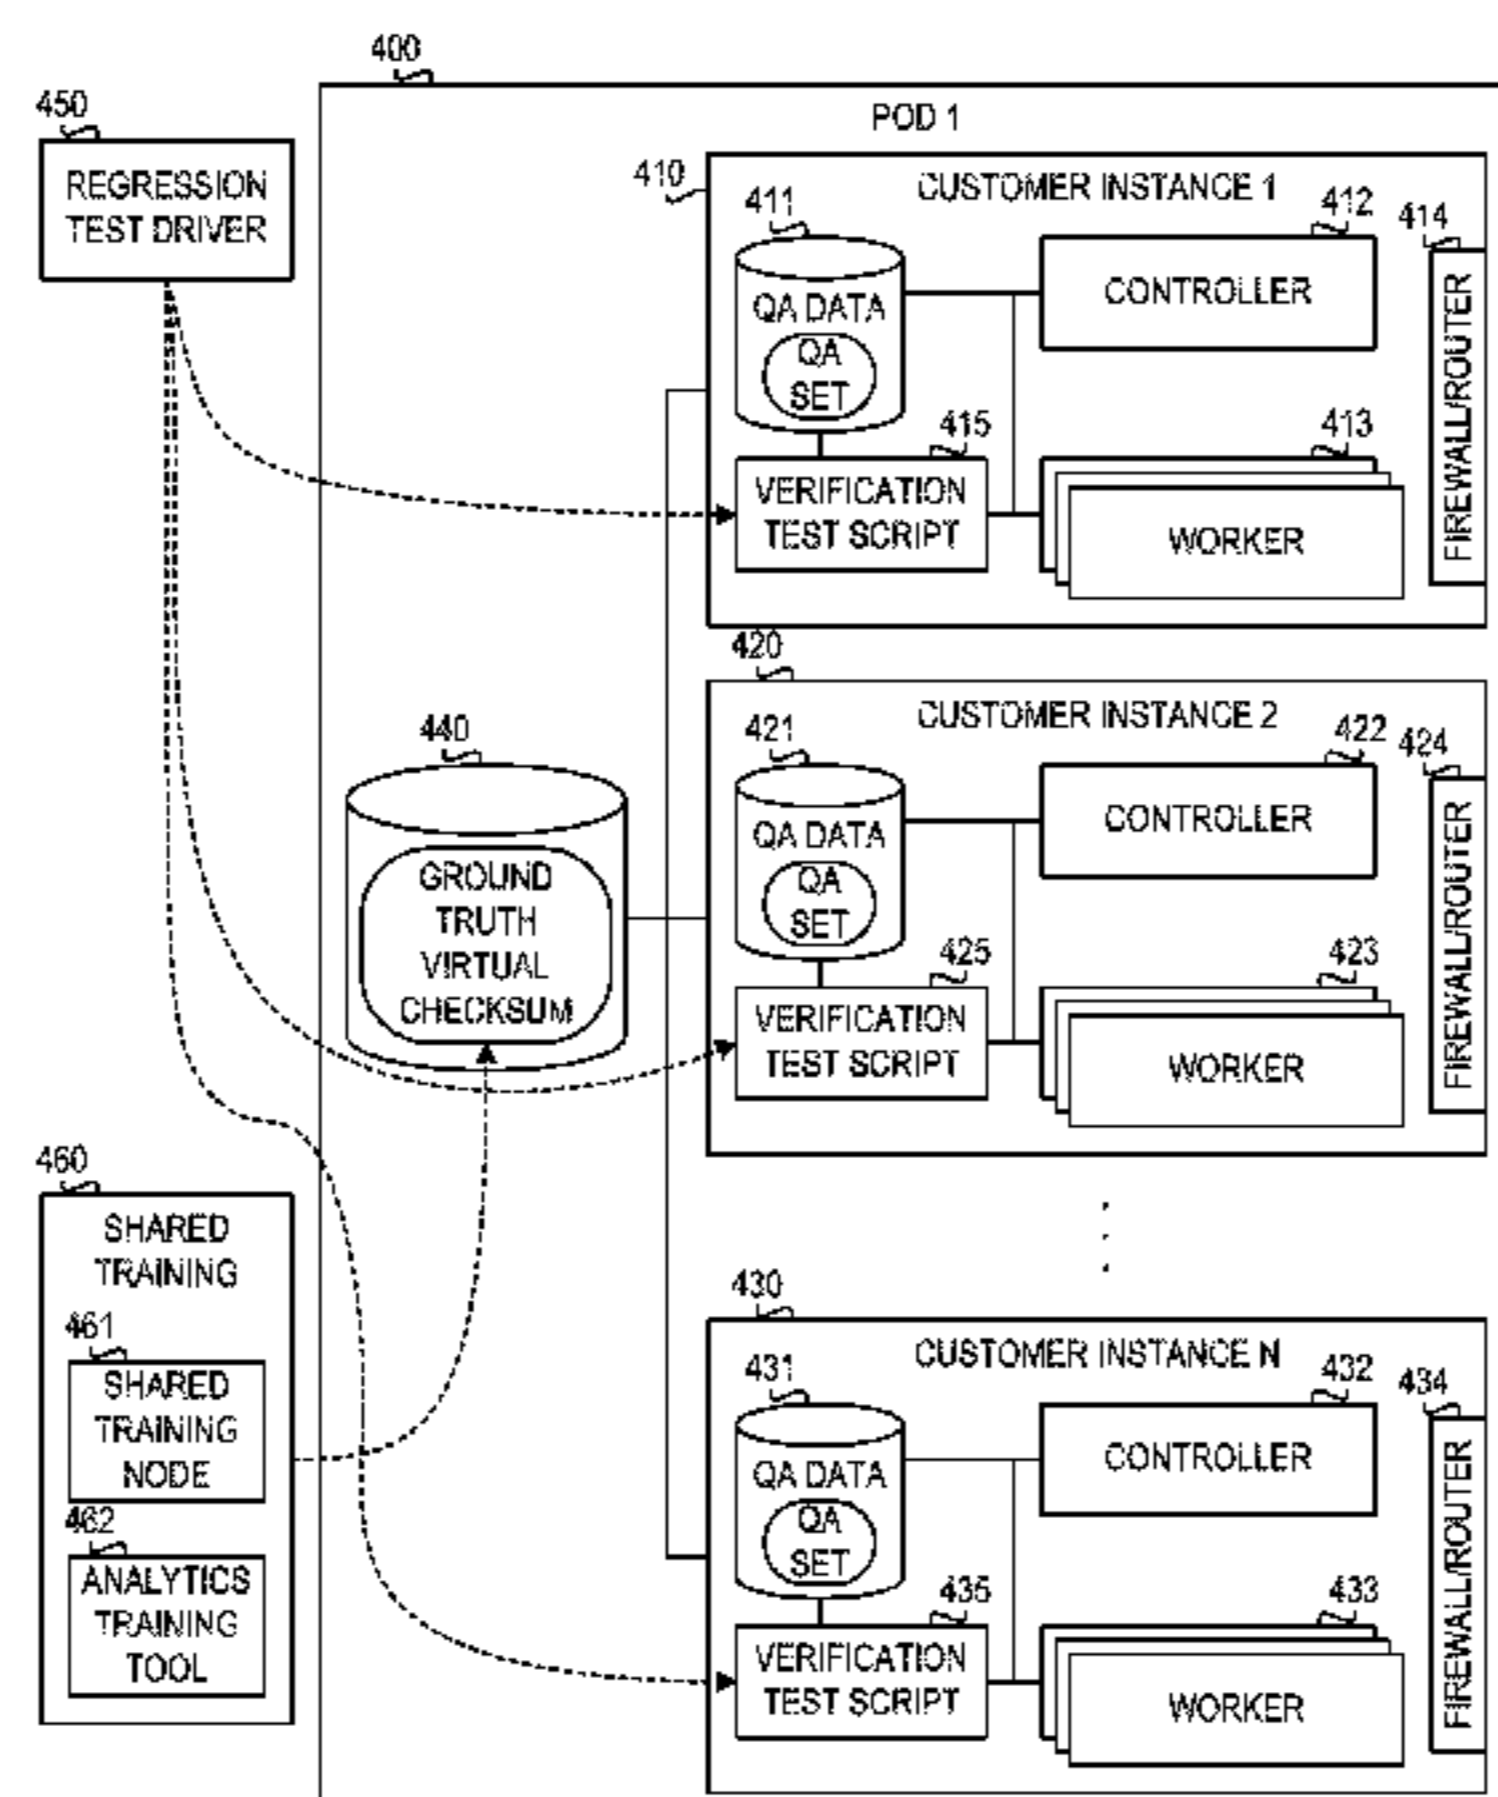 400
POD 1
450
REGRESSION
TEST DRIVER
410
CUSTOMER INSTANCE 1
411
QA DATA
QA
SET
412
CONTROLLER
414
FIREWALL/ROUTER
415
VERIFICATION
TEST SCRIPT
413
WORKER
420
CUSTOMER INSTANCE 2
421
QA DATA
QA
SET
422
CONTROLLER
424
FIREWALL/ROUTER
425
VERIFICATION
TEST SCRIPT
423
WORKER
440
GROUND
TRUTH
VIRTUAL
CHECKSUM
460
SHARED
TRAINING
461
SHARED
TRAINING
NODE
462
ANALYTICS
TRAINING
TOOL
430
CUSTOMER INSTANCE N
431
QA DATA
QA
SET
432
CONTROLLER
434
FIREWALL/ROUTER
435
VERIFICATION
TEST SCRIPT
433
WORKER